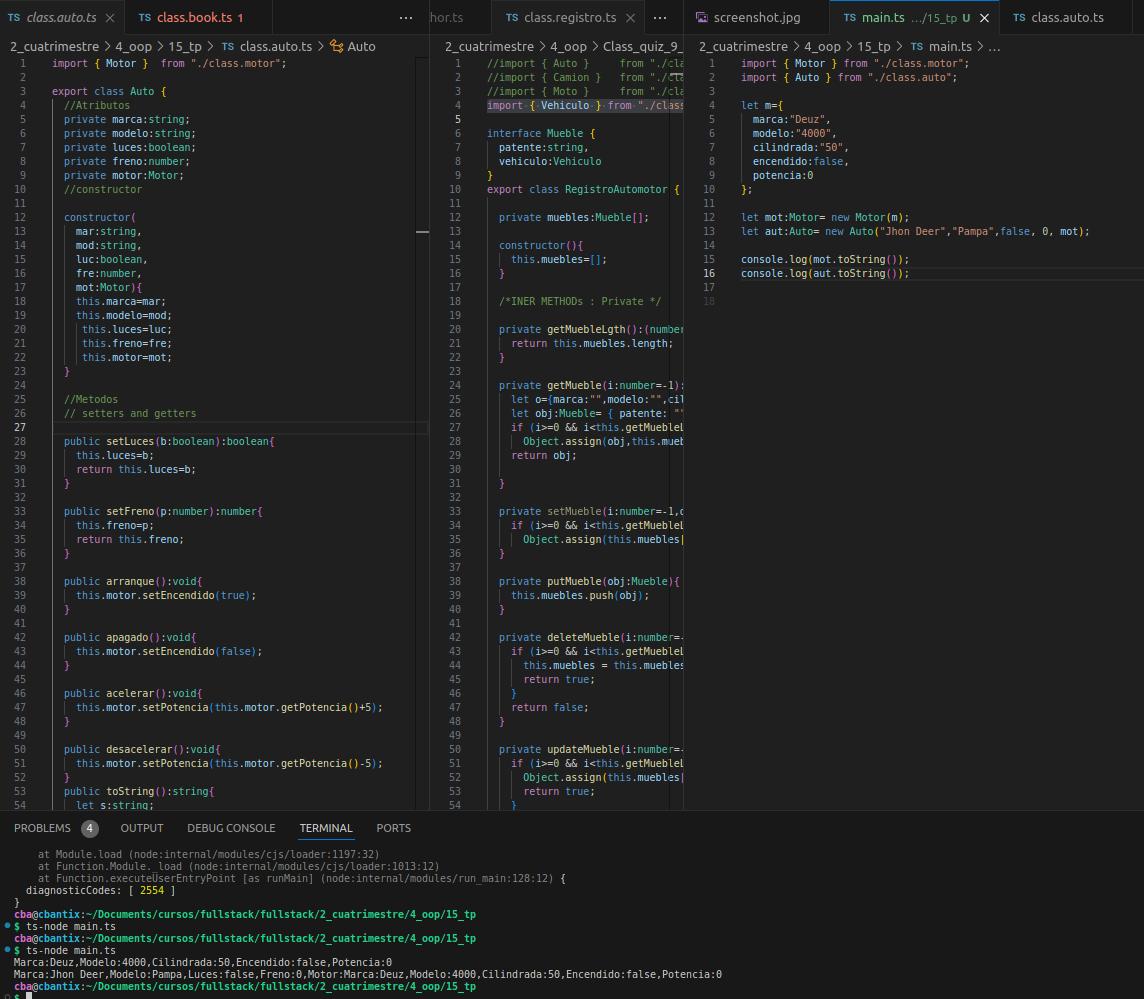 class.auto.ts
class.book.ts 1
hor.ts
class.registro.ts
screenshot.jpg
main.ts .../15_tp U
class.auto.ts
2_cuatrimestre > 4_oop > 15_tp > class.auto.ts > Auto
1 import { Motor }  from "./class.motor";
2
3 export class Auto {
4 //Atributos
5 private marca:string;
6 private modelo:string;
7 private luces:boolean;
8 private freno:number;
9 private motor:Motor;
10 //constructor
11
12 constructor(
13 mar:string,
14 mod:string,
15 luc:boolean,
16 fre:number,
17 mot:Motor){
18 this.marca=mar;
19 this.modelo=mod;
20 this.luces=luc;
21 this.freno=fre;
22 this.motor=mot;
23 }
24
25 //Metodos
26 // setters and getters
27
28 public setLuces(b:boolean):boolean{
29 this.luces=b;
30 return this.luces=b;
31 }
32
33 public setFreno(p:number):number{
34 this.freno=p;
35 return this.freno;
36 }
37
38 public arranque():void{
39 this.motor.setEncendido(true);
40 }
41
42 public apagado():void{
43 this.motor.setEncendido(false);
44 }
45
46 public acelerar():void{
47 this.motor.setPotencia(this.motor.getPotencia()+5);
48 }
49
50 public desacelerar():void{
51 this.motor.setPotencia(this.motor.getPotencia()-5);
52 }
53 public toString():string{
54 let s:string;
2_cuatrimestre > 4_oop > Class_quiz_9_
1 //import { Auto }     from "./cla
2 //import { Camion }   from "./cla
3 //import { Moto }     from "./cla
4 import { Vehiculo } from "./class
5
6 interface Mueble {
7 patente:string,
8 vehiculo:Vehiculo
9 }
10 export class RegistroAutomotor {
11
12 private muebles:Mueble[];
13
14 constructor(){
15 this.muebles=[];
16 }
17
18 /*INER METHODs : Private */
19
20 private getMuebleLgth():(number
21 return this.muebles.length;
22 }
23
24 private getMueble(i:number=-1):
25 let o={marca:"",modelo:"",cil
26 let obj:Mueble= { patente: ""
27 if (i>=0 && i<this.getMuebleL
28 Object.assign(obj,this.mueb
29 return obj;
30
31 }
32
33 private setMueble(i:number=-1,o
34 if (i>=0 && i<this.getMuebleL
35 Object.assign(this.muebles[
36 }
37
38 private putMueble(obj:Mueble){
39 this.muebles.push(obj);
40 }
41
42 private deleteMueble(i:number=-
43 if (i>=0 && i<this.getMuebleL
44 this.muebles = this.muebles
45 return true;
46 }
47 return false;
48 }
49
50 private updateMueble(i:number=-
51 if (i>=0 && i<this.getMuebleL
52 Object.assign(this.muebles[
53 return true;
54 }
2_cuatrimestre > 4_oop > 15_tp > main.ts > ...
1 import { Motor } from "./class.motor";
2 import { Auto } from "./class.auto";
3
4 let m={
5 marca:"Deuz",
6 modelo:"4000",
7 cilindrada:"50",
8 encendido:false,
9 potencia:0
10 };
11
12 let mot:Motor= new Motor(m);
13 let aut:Auto= new Auto("Jhon Deer","Pampa",false, 0, mot);
14
15 console.log(mot.toString());
16 console.log(aut.toString());
17
18
PROBLEMS 4 OUTPUT DEBUG CONSOLE TERMINAL PORTS
at Module.load (node:internal/modules/cjs/loader:1197:32)
at Function.Module._load (node:internal/modules/cjs/loader:1013:12)
at Function.executeUserEntryPoint [as runMain] (node:internal/modules/run_main:128:12) {
diagnosticCodes: [ 2554 ]
}
cba@cbantix:~/Documents/cursos/fullstack/fullstack/2_cuatrimestre/4_oop/15_tp
$ ts-node main.ts
cba@cbantix:~/Documents/cursos/fullstack/fullstack/2_cuatrimestre/4_oop/15_tp
$ ts-node main.ts
Marca:Deuz,Modelo:4000,Cilindrada:50,Encendido:false,Potencia:0
Marca:Jhon Deer,Modelo:Pampa,Luces:false,Freno:0,Motor:Marca:Deuz,Modelo:4000,Cilindrada:50,Encendido:false,Potencia:0
cba@cbantix:~/Documents/cursos/fullstack/fullstack/2_cuatrimestre/4_oop/15_tp
$